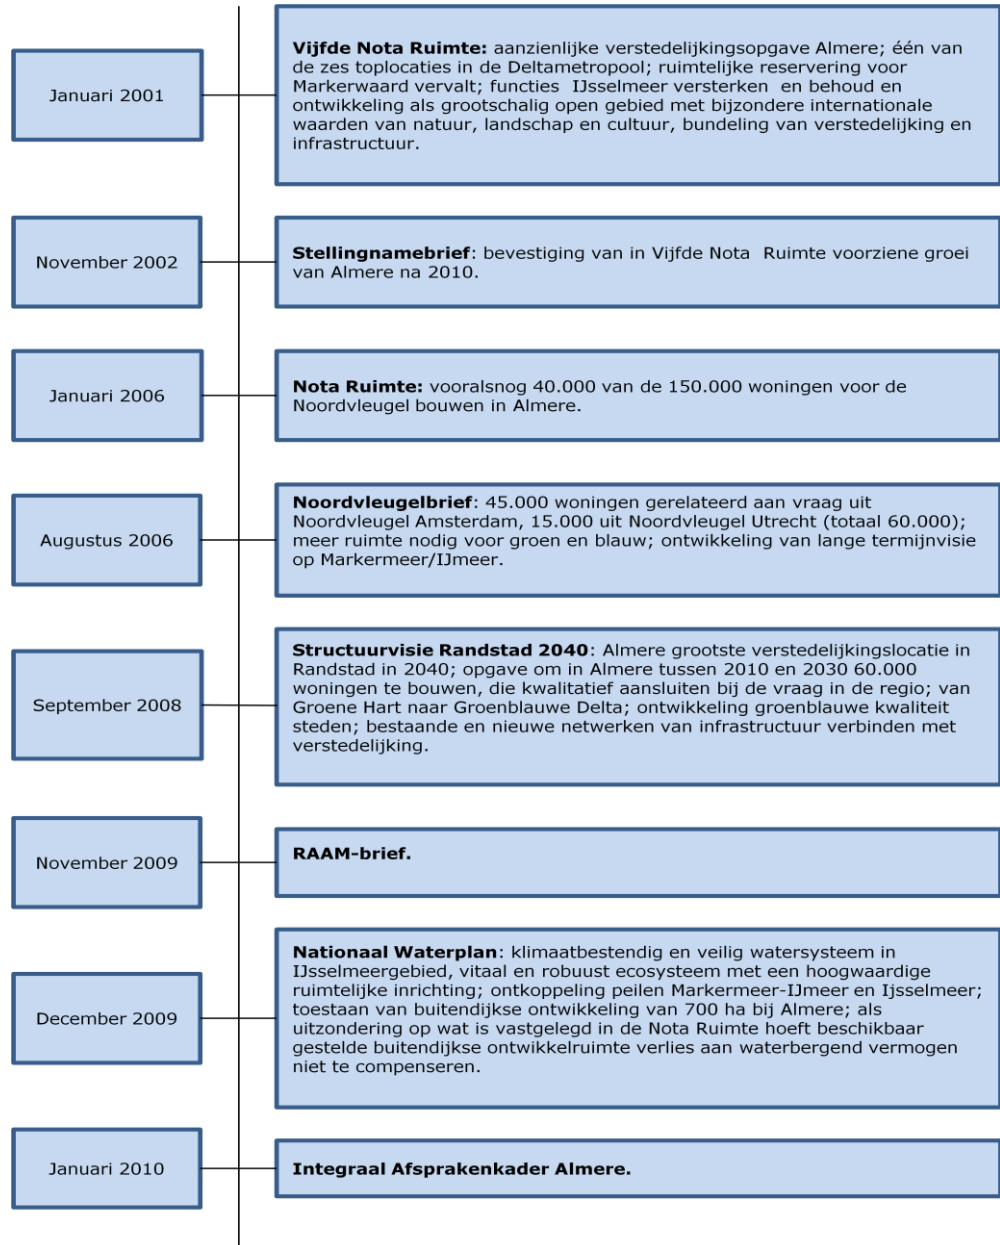 Januari 2001
Vijfde Nota Ruimte: aanzienlijke verstedelijkingsopgave Almere; één van
de zes toplocaties in de Deltametropool; ruimtelijke reservering voor
Markerwaard vervalt; functies IJsselmeer versterken en behoud en
ontwikkeling als grootschalig open gebied met bijzondere internationale
waarden van natuur, landschap en cultuur, bundeling van verstedelijking en
infrastructuur.
November 2002
Stellingnamebrief: bevestiging van in Vijfde Nota Ruimte voorziene groei
van Almere na 2010.
Januari 2006
Nota Ruimte: vooralsnog 40.000 van de 150.000 woningen voor de
Noordvleugel bouwen in Almere.
Augustus 2006
Noordvleugelbrief: 45.000 woningen gerelateerd aan vraag uit
Noordvleugel Amsterdam, 15.000 uit Noordvleugel Utrecht (totaal 60.000);
meer ruimte nodig voor groen en blauw; ontwikkeling van lange termijnvisie
op Markermeer/IJmeer.
September 2008
Structuurvisie Randstad 2040: Almere grootste verstedelijkingslocatie in
Randstad in 2040; opgave om in Almere tussen 2010 en 2030 60.000
woningen te bouwen, die kwalitatief aansluiten bij de vraag in de regio; van
Groene Hart naar Groenblauwe Delta; ontwikkeling groenblauwe kwaliteit
steden; bestaande en nieuwe netwerken van infrastructuur verbinden met
verstedelijking.
November 2009
RAAM-brief.
December 2009
Nationaal Waterplan: klimaatbestendig en veilig watersysteem in
IJsselmeergebied, vitaal en robuust ecosysteem met een hoogwaardige
ruimtelijke inrichting; ontkoppeling peilen Markermeer-IJmeer en Ijsselmeer;
toestaan van buitendijkse ontwikkeling van 700 ha bij Almere; als
uitzondering op wat is vastgelegd in de Nota Ruimte hoeft beschikbaar
gestelde buitendijkse ontwikkelruimte verlies aan waterbergend vermogen
niet te compenseren.
Januari 2010
Integraal Afsprakenkader Almere.